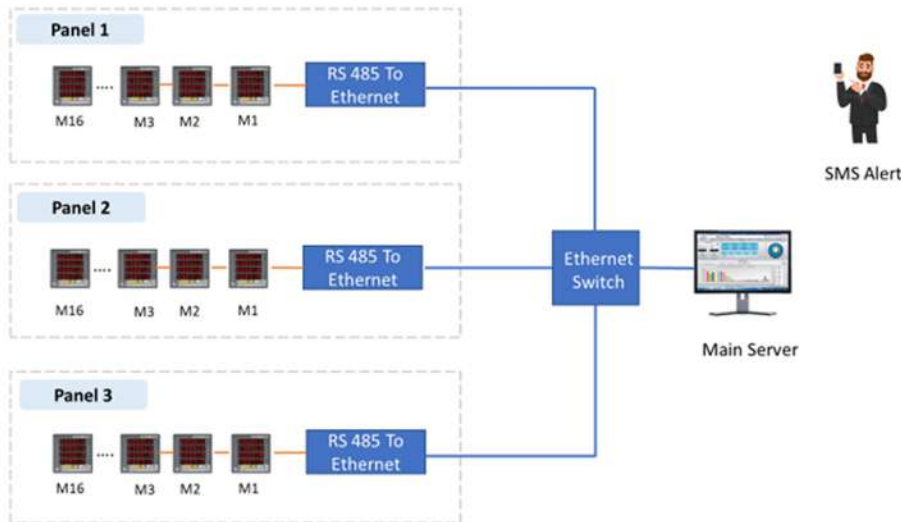 Panel 1
RS 485 To
Ethernet
....
M16
M3
M2
M1
SMS Alert
Panel 2
RS 485 To
Ethernet
....
M16
M3
M2
M1
Ethernet
Switch
Main Server
Panel 3
RS 485 To
Ethernet
....
M16
M3
M2
M1